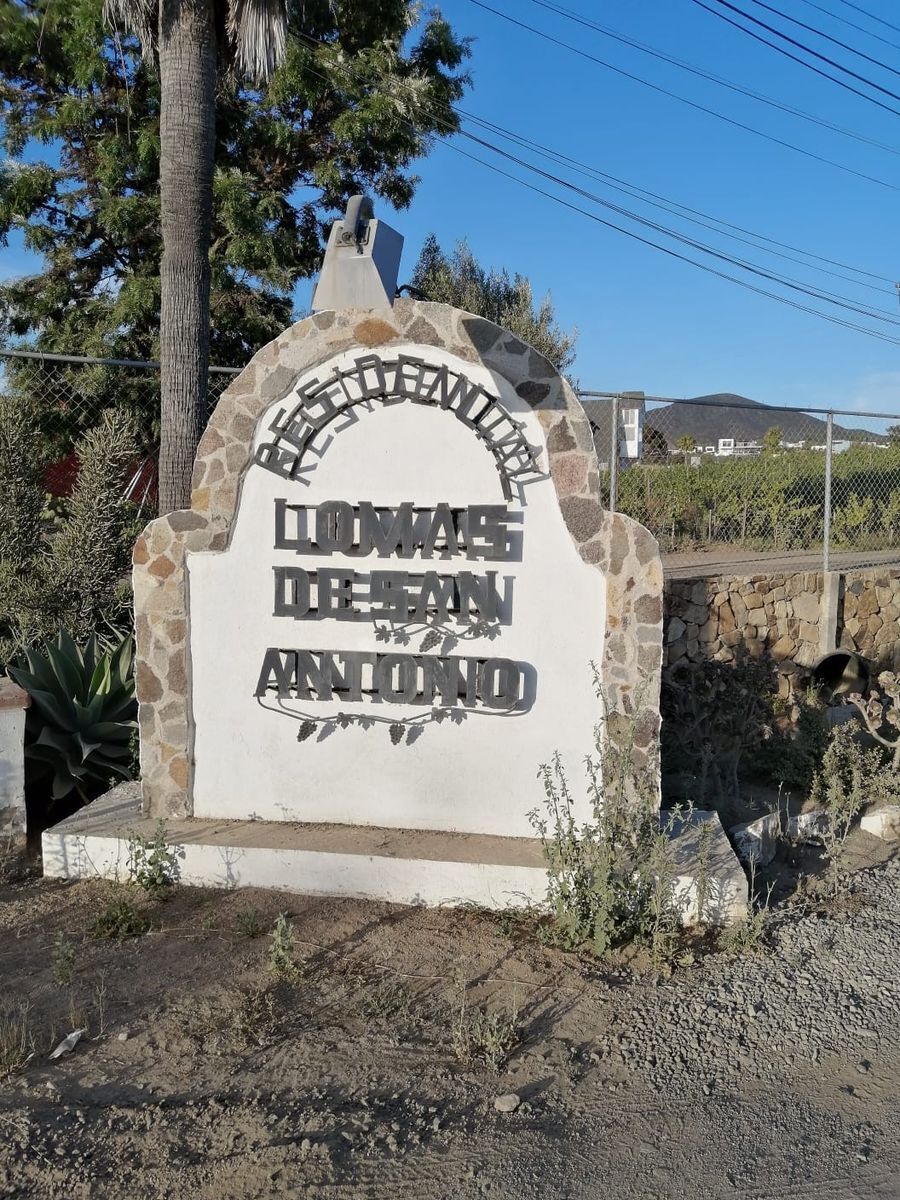 RESIDENCIAL
LOMAS
DE SAN
ANTONIO